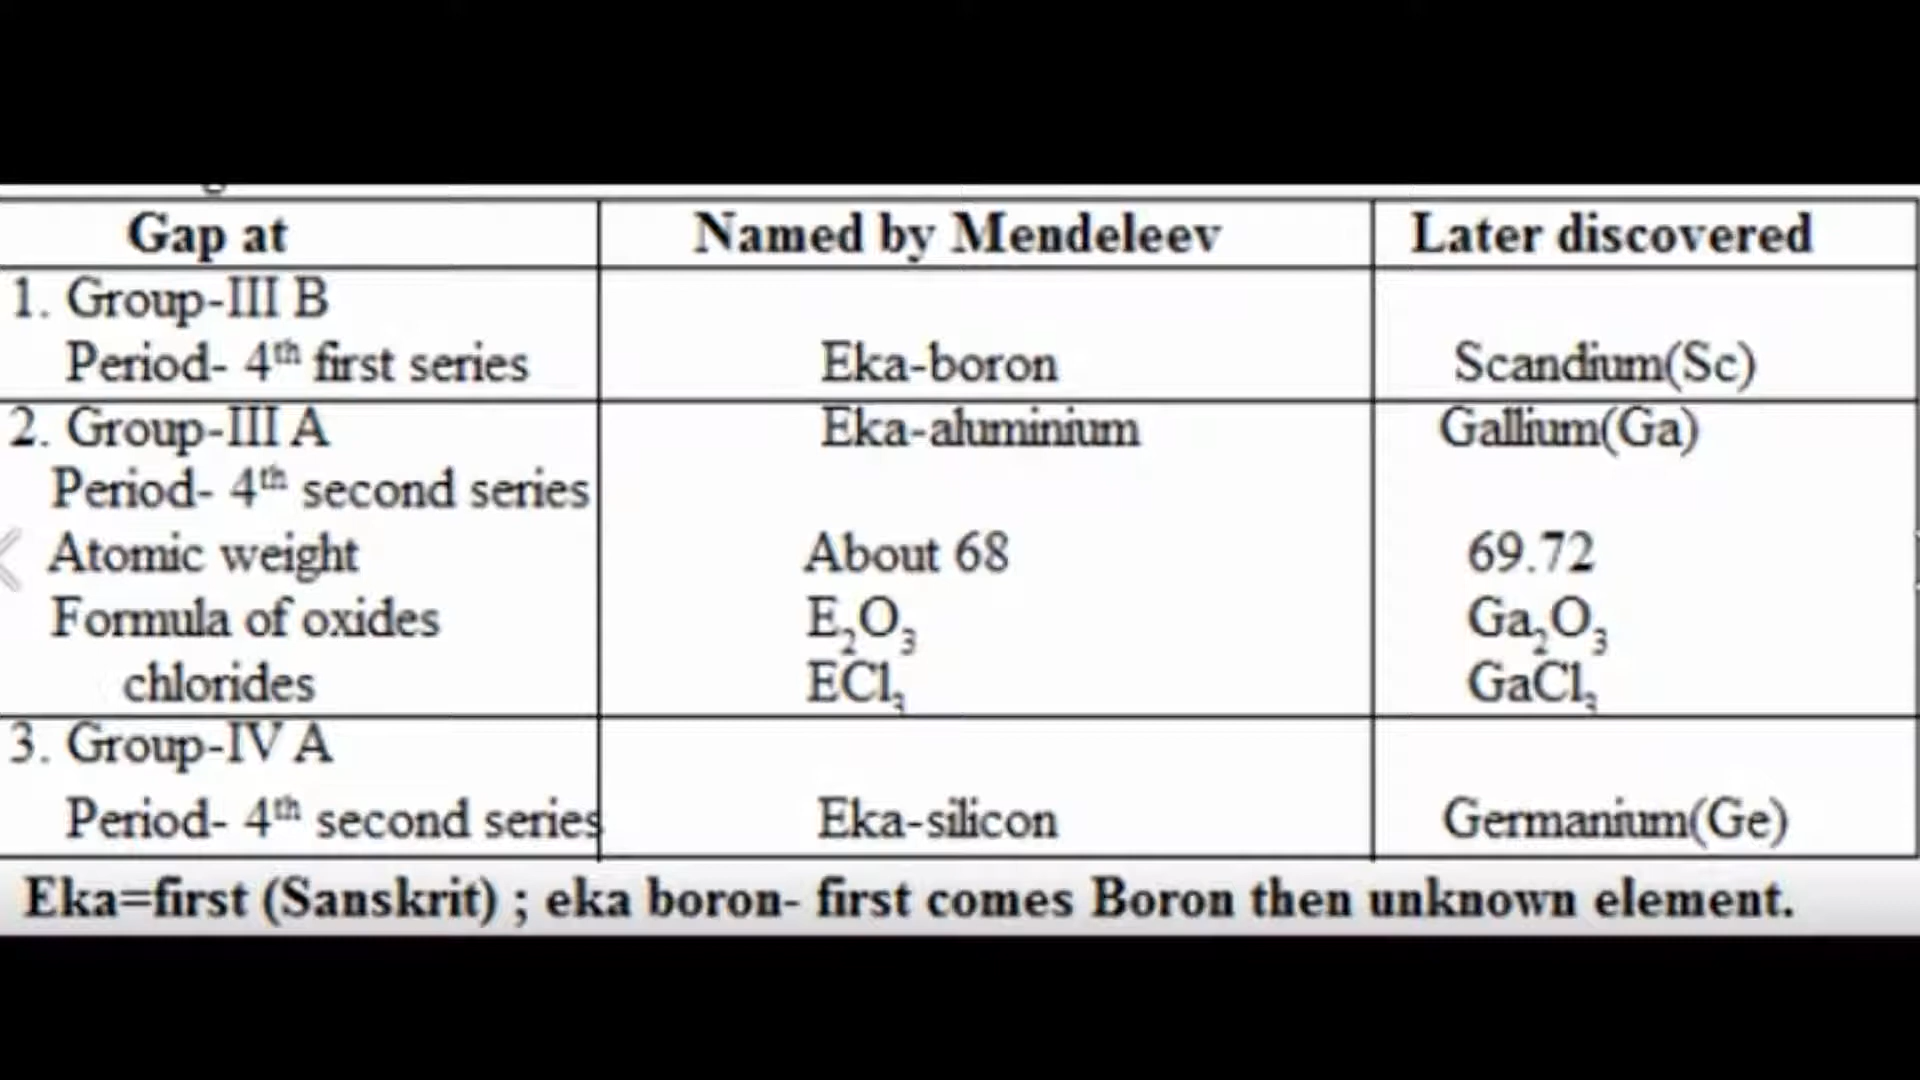 Gap at Named by Mendeleev Later discovered
1. Group-III B
Period- 4th first series Eka-boron Scandium(Sc)
2. Group-III A Eka-aluminium Gallium(Ga)
Period- 4th second series
Atomic weight About 68 69.72
Formula of oxides E₂O₃ Ga₂O₃
chlorides ECl₃ GaCl₃
3. Group-IV A
Period- 4th second series Eka-silicon Germanium(Ge)
Eka=first (Sanskrit) ; eka boron- first comes Boron then unknown element.